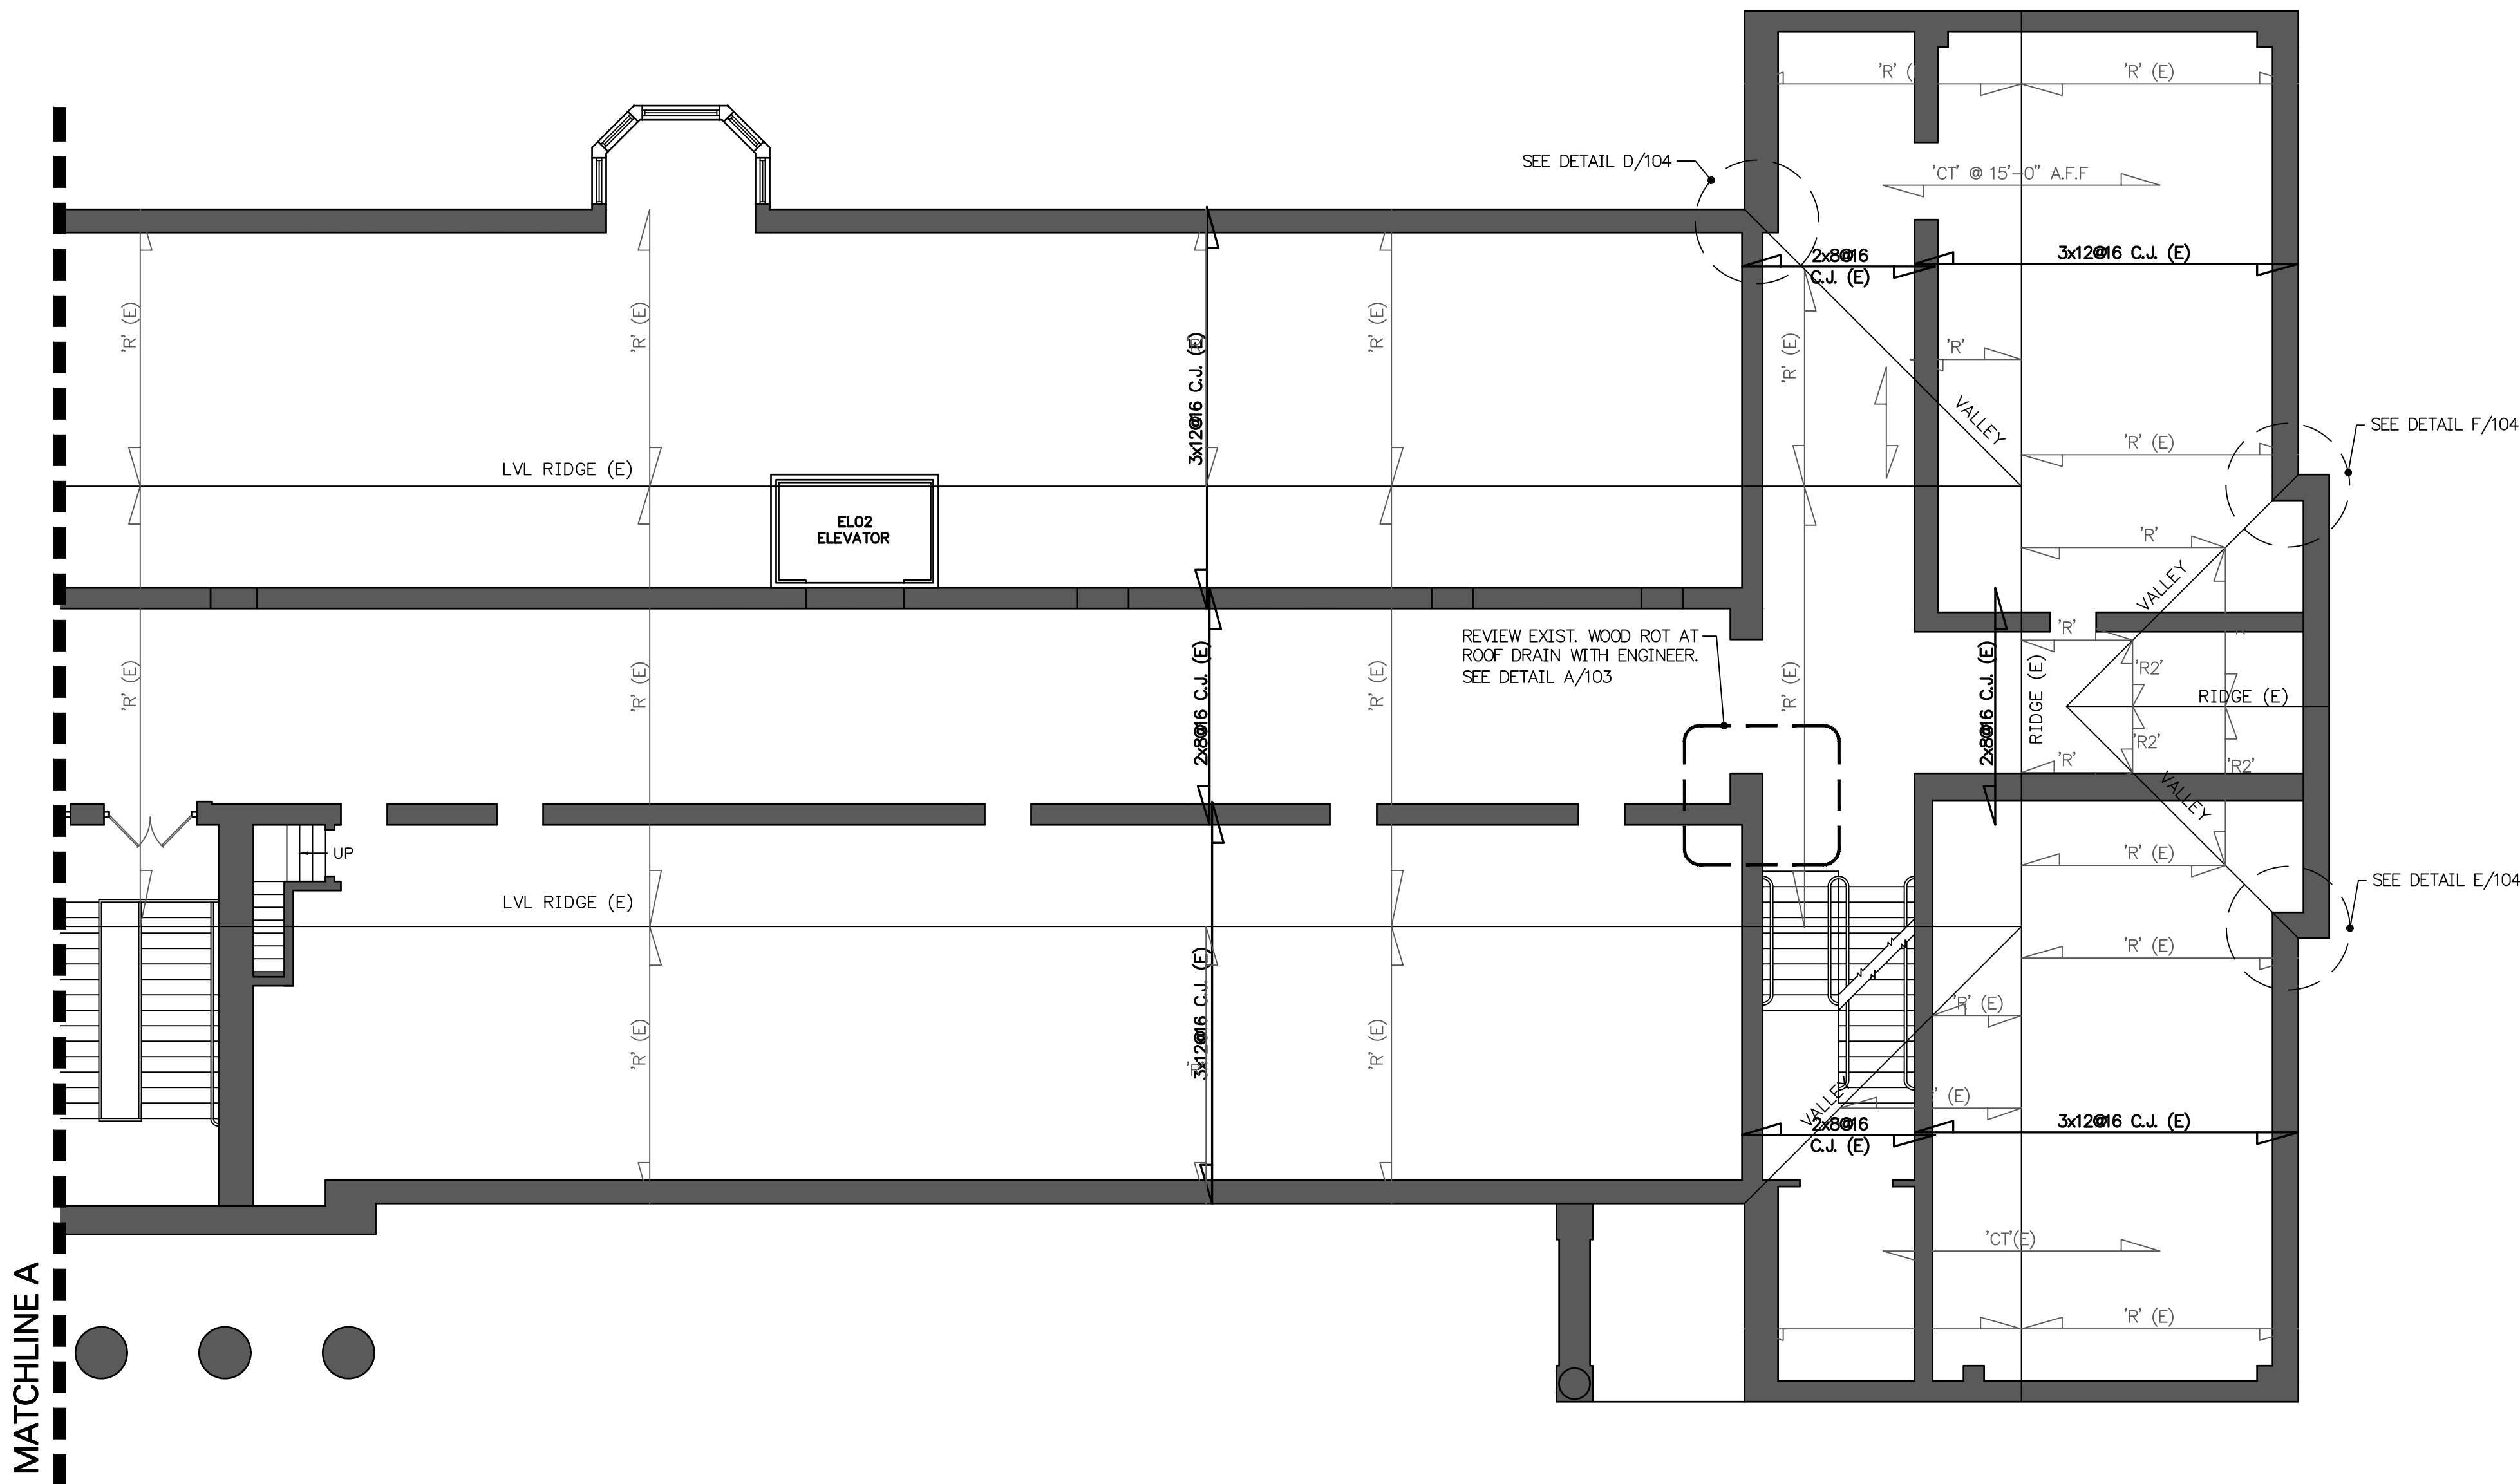 'R' (
'R' (E)
SEE DETAIL D/104
'CT' @ 15'-0" A.F.F
2x8@16
C.J. (E)
3x12@16 C.J. (E)
'R' (E)
'R' (E)
3x12@16 C.J. (E)
'R' (E)
'R' (E)
'R'
VALLEY
SEE DETAIL F/104
'R' (E)
LVL RIDGE (E)
EL02
ELEVATOR
'R'
VALLEY
REVIEW EXIST. WOOD ROT AT
ROOF DRAIN WITH ENGINEER.
SEE DETAIL A/103
'R' (E)
'R' (E)
2x8@16 C.J. (E)
'R' (E)
'R' (E)
2x8@16 C.J. (E)
RIDGE (E)
'R'
'R2'
RIDGE (E)
'R2'
'R'
'R2'
VALLEY
UP
'R' (E)
SEE DETAIL E/104
LVL RIDGE (E)
'R' (E)
'R' (E)
3x12@16 C.J. (E)
'R' (E)
'R' (E)
' (E)
VALLEY
2x8@16
C.J. (E)
3x12@16 C.J. (E)
'CT'(E)
'R' (E)
MATCHLINE A